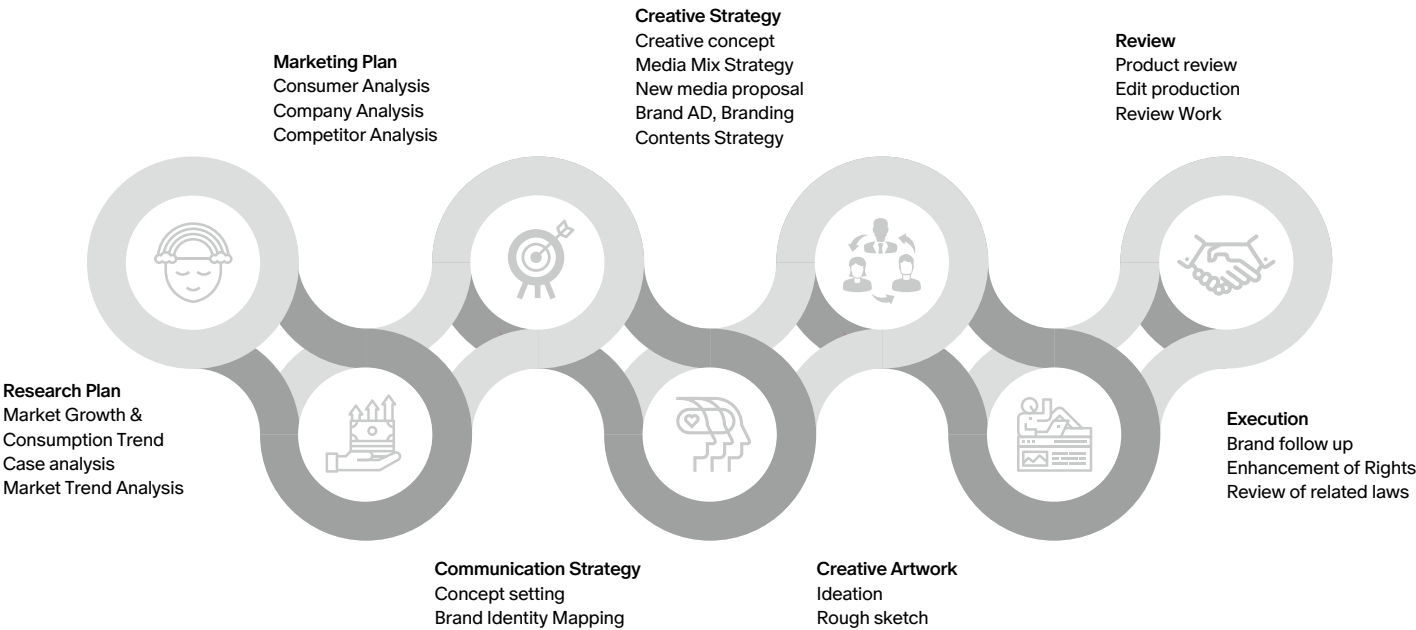 Research Plan
Market Growth &
Consumption Trend
Case analysis
Market Trend Analysis
Marketing Plan
Consumer Analysis
Company Analysis
Competitor Analysis
Communication Strategy
Concept setting
Brand Identity Mapping
Creative Strategy
Creative concept
Media Mix Strategy
New media proposal
Brand AD, Branding
Contents Strategy
Creative Artwork
Ideation
Rough sketch
Review
Product review
Edit production
Review Work
Execution
Brand follow up
Enhancement of Rights
Review of related laws